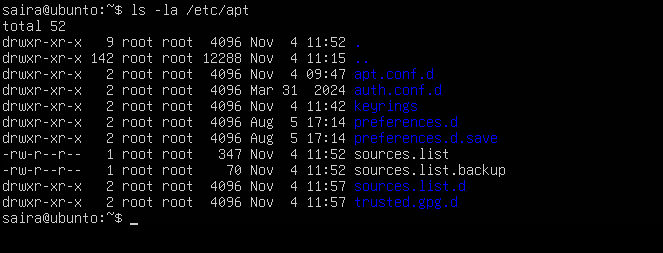 saira@ubunto:~$ ls -la /etc/apt
total 52
drwxr-xr-x   9 root root  4096 Nov  4 11:52 .
drwxr-xr-x 142 root root 12288 Nov  4 11:15 ..
drwxr-xr-x   2 root root  4096 Nov  4 09:47 apt.conf.d
drwxr-xr-x   2 root root  4096 Mar 31  2024 auth.conf.d
drwxr-xr-x   2 root root  4096 Nov  4 11:42 keyrings
drwxr-xr-x   2 root root  4096 Aug  5 17:14 preferences.d
drwxr-xr-x   2 root root  4096 Aug  5 17:14 preferences.d.save
-rw-r--r--   1 root root   347 Nov  4 11:52 sources.list
-rw-r--r--   1 root root    70 Nov  4 11:52 sources.list.backup
drwxr-xr-x   2 root root  4096 Nov  4 11:57 sources.list.d
drwxr-xr-x   2 root root  4096 Nov  4 11:57 trusted.gpg.d
saira@ubunto:~$ _